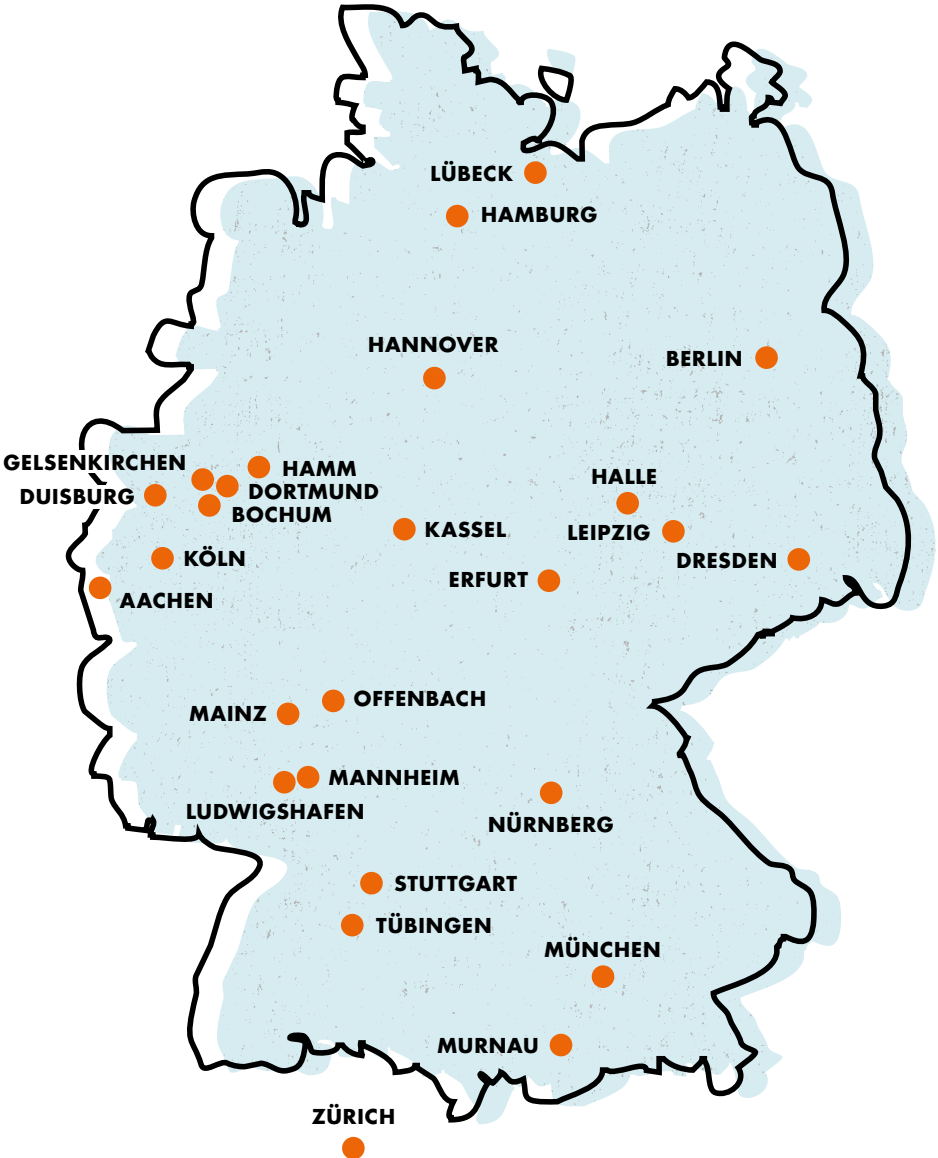 LÜBECK
HAMBURG
HANNOVER
BERLIN
GELSENKIRCHEN
HAMM
DUISBURG
DORTMUND
BOCHUM
HALLE
KASSEL
LEIPZIG
KÖLN
DRESDEN
ERFURT
AACHEN
OFFENBACH
MAINZ
MANNHEIM
LUDWIGSHAFEN
NÜRNBERG
STUTTGART
TÜBINGEN
MÜNCHEN
MURNAU
ZÜRICH